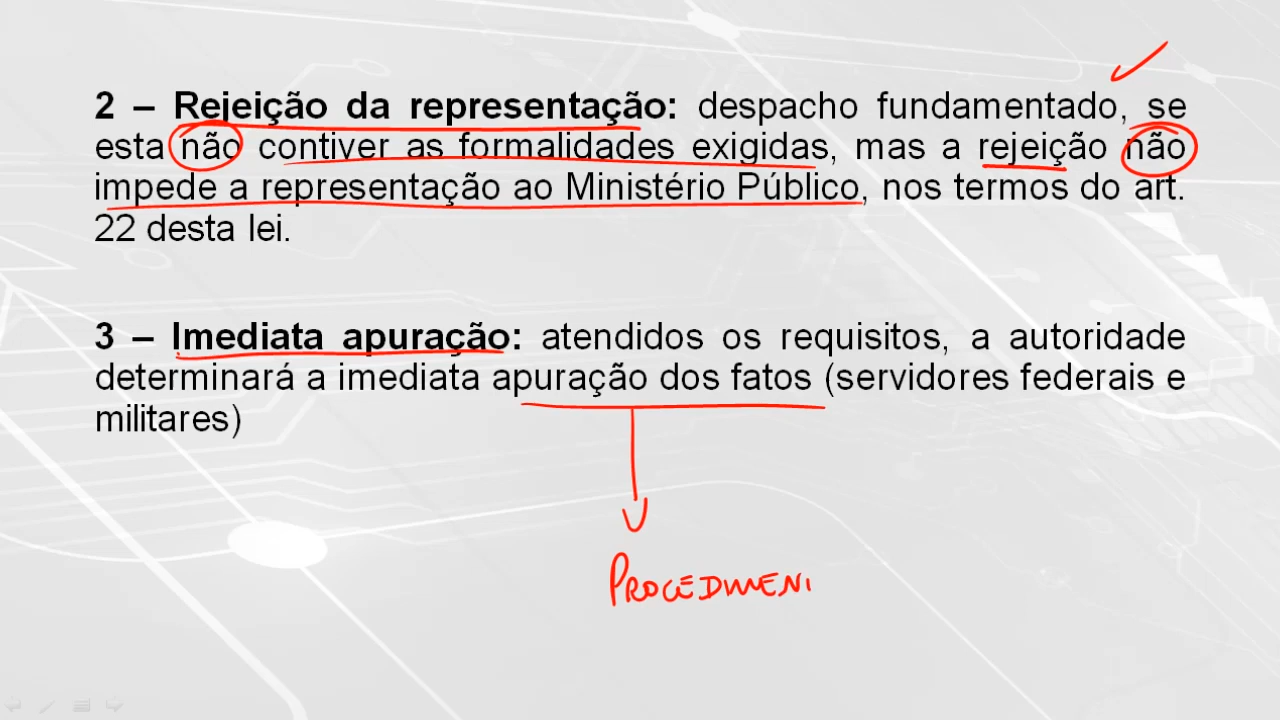 2 – Rejeição da representação: despacho fundamentado, se
esta não contiver as formalidades exigidas, mas a rejeição não
impede a representação ao Ministério Público, nos termos do art.
22 desta lei.
3 – Imediata apuração: atendidos os requisitos, a autoridade
determinará a imediata apuração dos fatos (servidores federais e
militares)
PROCEDIMEN